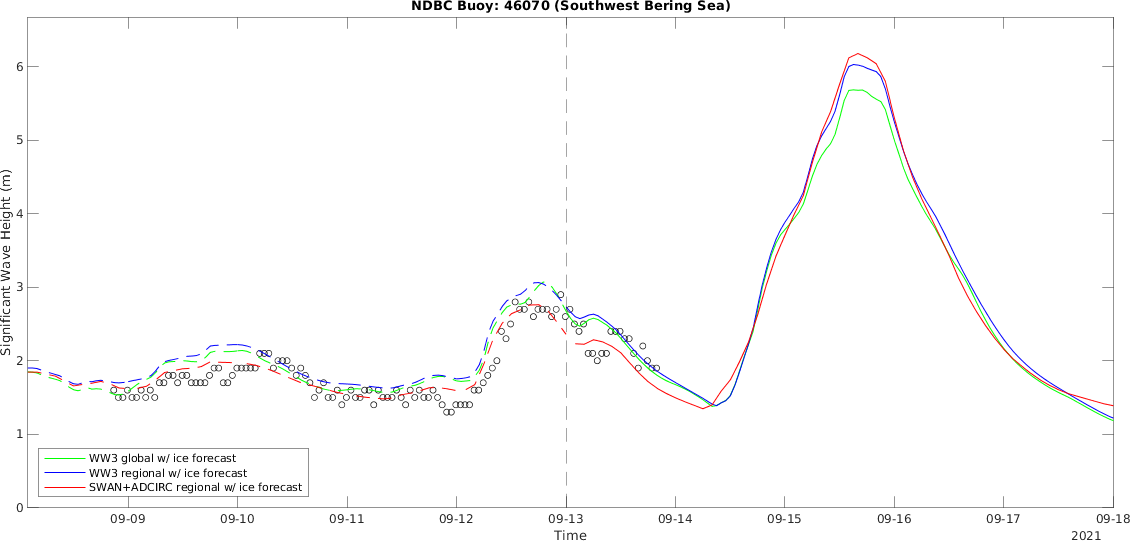 NDBC Buoy: 46070 (Southwest Bering Sea)
Significant Wave Height (m)
6
5
4
3
2
1
0
WW3 global w/ ice forecast
WW3 regional w/ ice forecast
SWAN+ADCIRC regional w/ ice forecast
09-09 09-10 09-11 09-12 09-13 09-14 09-15 09-16 09-17 09-18
Time
2021